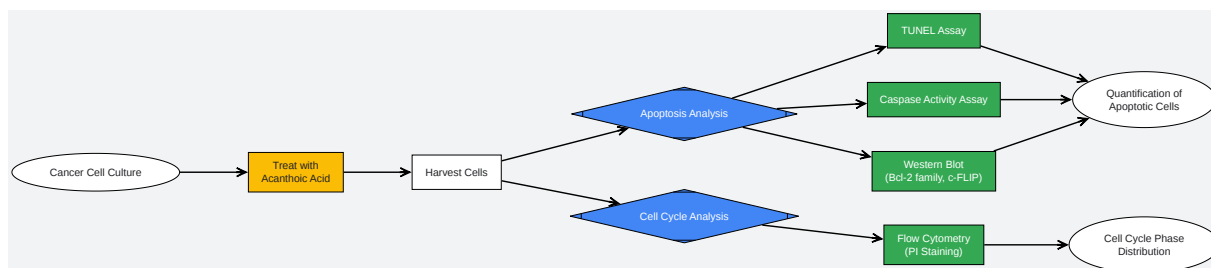 Cancer Cell Culture
Treat with
Acanthoic Acid
Harvest Cells
Apoptosis Analysis
Cell Cycle Analysis
TUNEL Assay
Caspase Activity Assay
Western Blot
(Bcl-2 family, c-FLIP)
Flow Cytometry
(PI Staining)
Quantification of
Apoptotic Cells
Cell Cycle Phase
Distribution